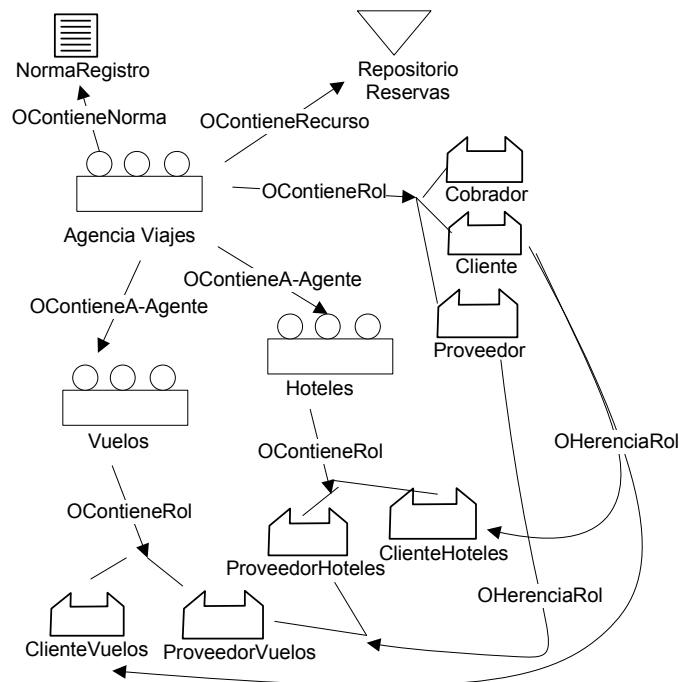 NormaRegistro
Repositorio
Reservas
OContieneNorma
OContieneRecurso
OContieneRol
Cobrador
Agencia Viajes
Cliente
OContieneA-Agente
OContieneA-Agente
Proveedor
Hoteles
Vuelos
OContieneRol
OHerenciaRol
OContieneRol
ClienteHoteles
ProveedorHoteles
OHerenciaRol
ClienteVuelos
ProveedorVuelos